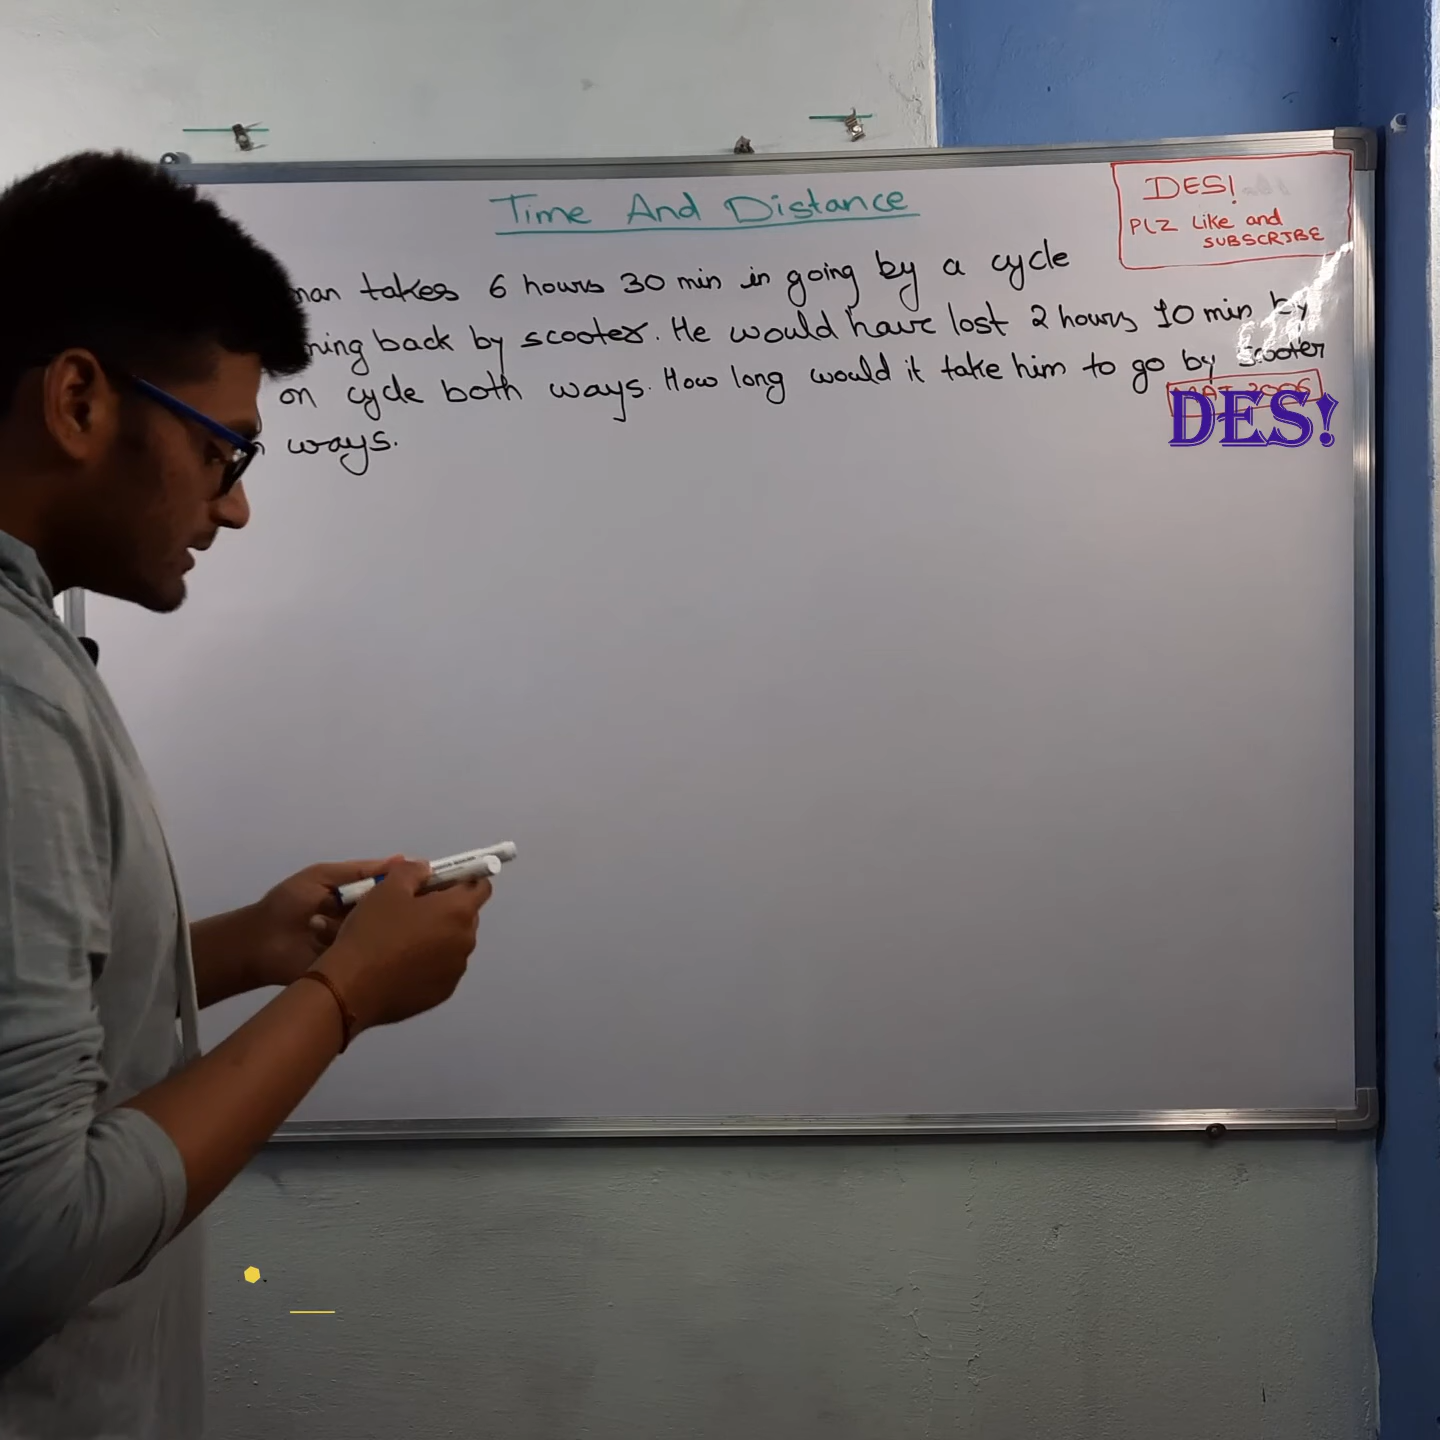 Time And Distance
DES!
PLZ Like and
SUBSCRIBE
man takes 6 hours 30 min in going by a cycle
ning back by scooter. He would have lost 2 hours 10 min by
on cycle both ways. How long would it take him to go by scooter
ways.
DES!